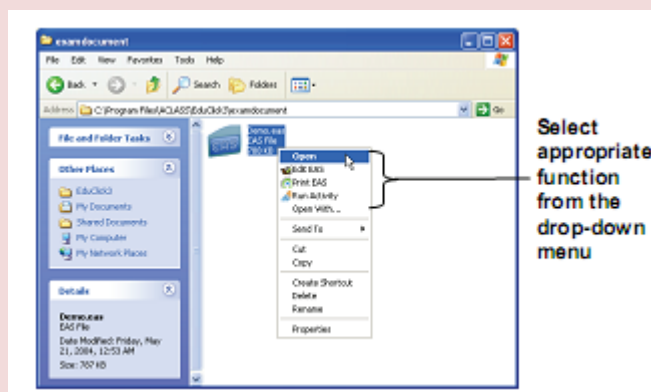 examdocument
File Edit View Favorites Tools Help
Back Search Folders
Address C:\Program Files\ACLASS\EduClick3\examdocument Go
File and Folder Tasks
Other Places
EduClick3
My Documents
Shared Documents
My Computer
My Network Places
Details
Demo.eas
EAS File
Date Modified: Friday, May
21, 2004, 12:53 AM
Size: 787 KB
Demo.eas
EAS File
Open
Edit EAS
Print EAS
Run Activity
Open With...
Send To
Cut
Copy
Create Shortcut
Delete
Rename
Properties
Select
appropriate
function
from the
drop-down
menu